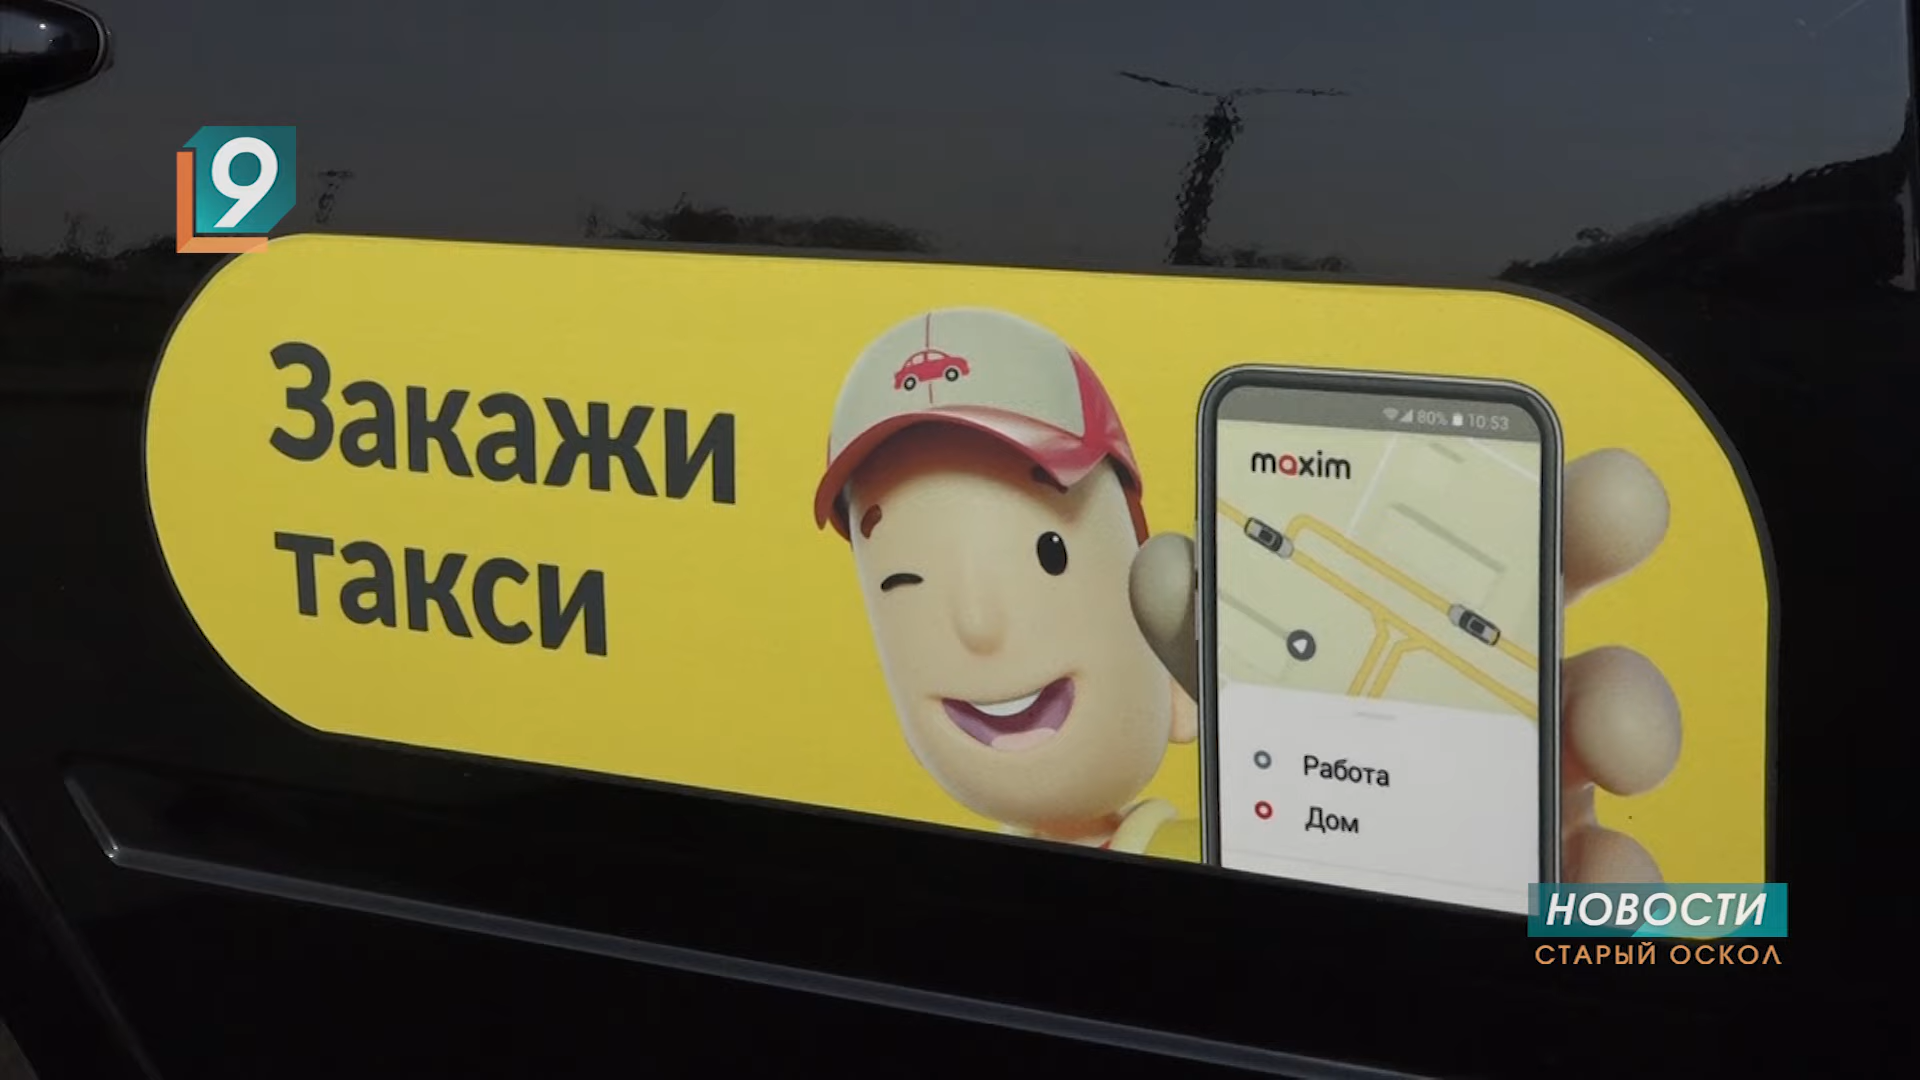 9
Закажи
такси
80% 10:53
maxim
Работа
Дом
НОВОСТИ
СТАРЫЙ ОСКОЛ